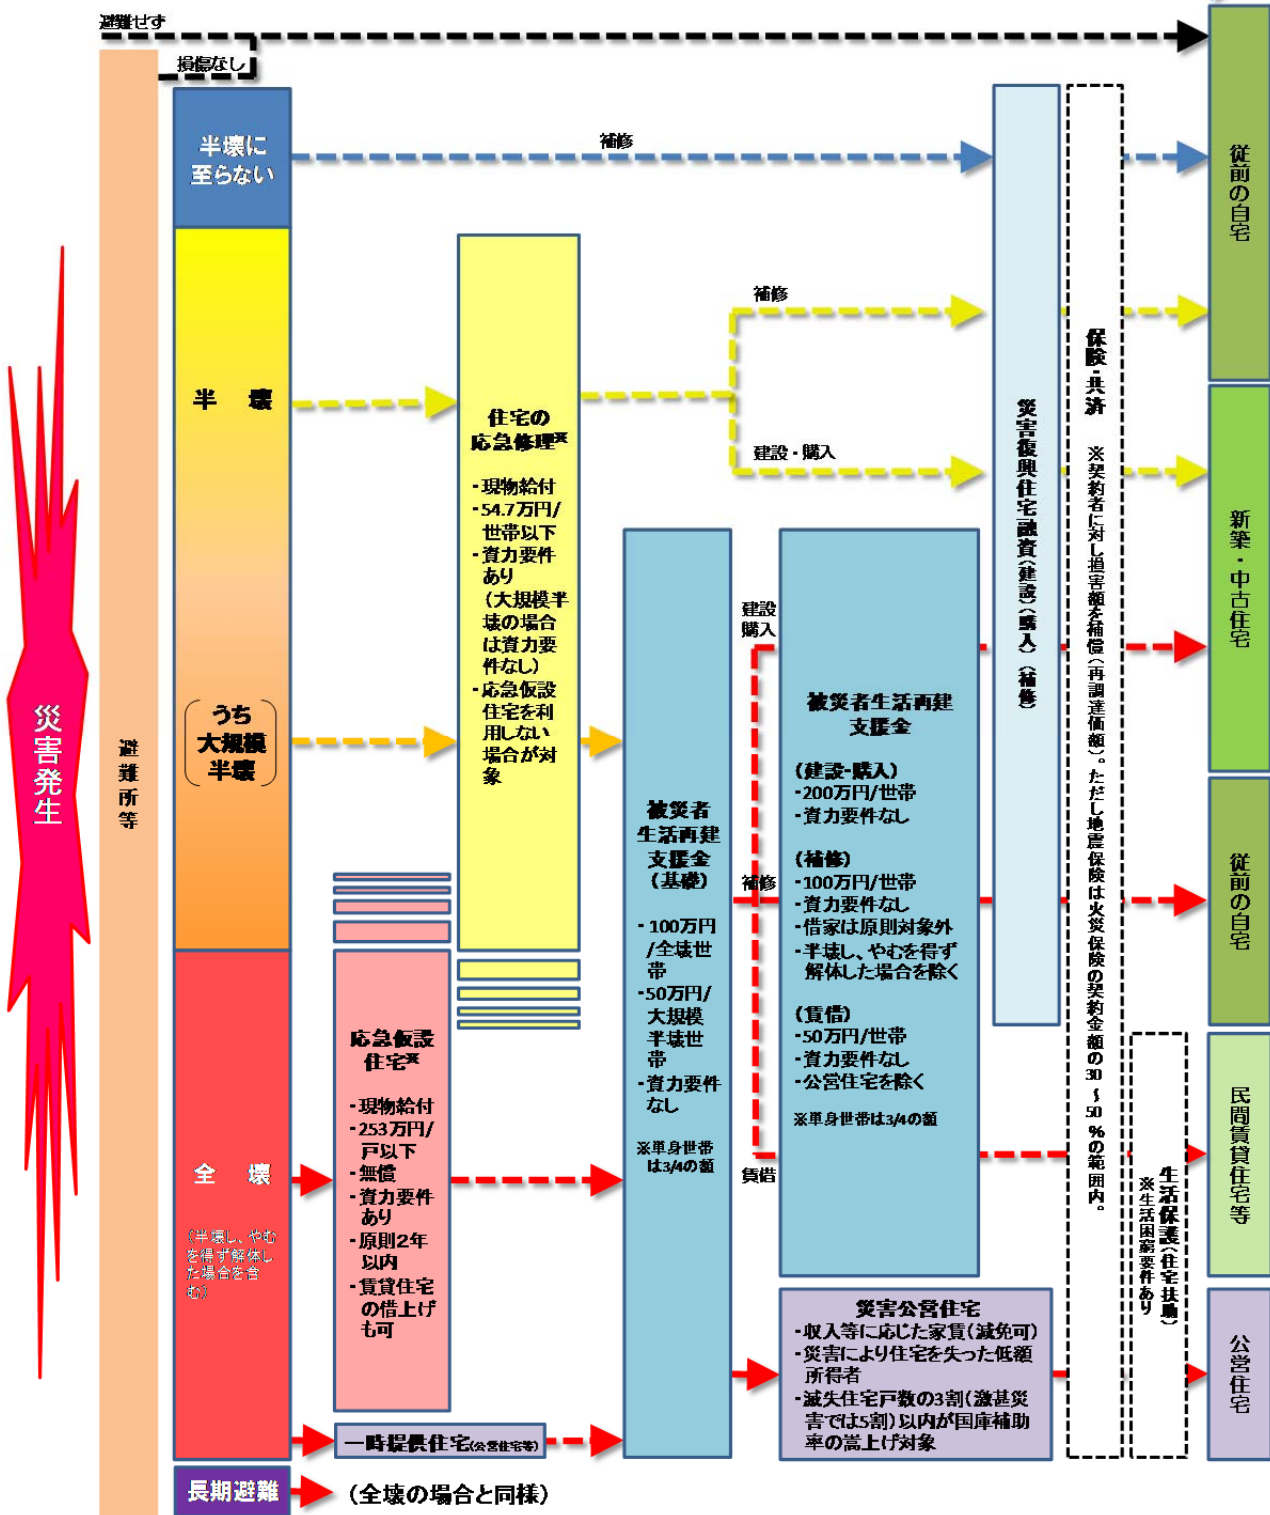 避難せず
損傷なし
災害発生
避難所等
半壊に
至らない
補修
半　壊
うち
大規模
半壊
全　壊
(半壊し、やむ
を得ず解体し
た場合を含
む)
長期避難
(全壊の場合と同様)
住宅の
応急修理※
・現物給付
・54.7万円/
世帯以下
・資力要件
あり
(大規模半
壊の場合
は資力要
件なし)
・応急仮設
住宅を利
用しない
場合が対
象
応急仮設
住宅※
・現物給付
・253万円/
戸以下
・無償
・資力要件
あり
・原則2年
以内
・賃貸住宅
の借上げ
も可
一時提供住宅(公営住宅等)
被災者
生活再建
支援金
(基礎)
・100万円
/全壊世
帯
・50万円/
大規模
半壊世
帯
・資力要件
なし
※単身世帯
は3/4の額
補修
建設・購入
建設
購入
補修
賃借
被災者生活再建
支援金
(建設・購入)
・200万円/世帯
・資力要件なし
(補修)
・100万円/世帯
・資力要件なし
・借家は原則対象外
・半壊し、やむを得ず
解体した場合を除く
(賃借)
・50万円/世帯
・資力要件なし
・公営住宅を除く
※単身世帯は3/4の額
災害公営住宅
・収入等に応じた家賃(減免可)
・災害により住宅を失った低額
所得者
・滅失住宅戸数の3割(激甚災
害では5割)以内が国庫補助
率の嵩上げ対象
災害復興住宅融資(建設)(購入)(補修)
保険・共済　※契約者に対し損害額を補償(再調達価額)。ただし地震保険は火災保険の契約金額の30～50%の範囲内。
生活保護(住宅扶助)
※生活困窮要件あり
従前の自宅
新築・中古住宅
従前の自宅
民間賃貸住宅等
公営住宅